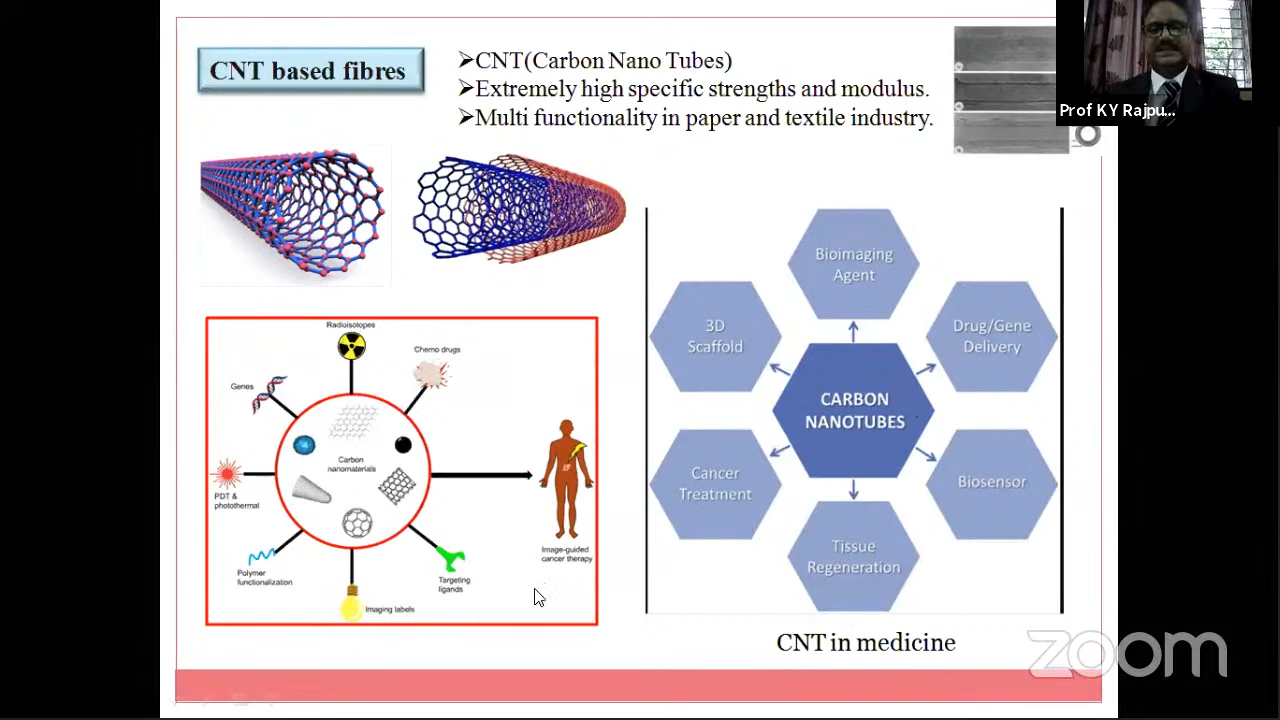 CNT based fibres
➢CNT(Carbon Nano Tubes)
➢Extremely high specific strengths and modulus.
➢Multi functionality in paper and textile industry.
Prof KY Rajpu...
Radioisotopes
Chemo drugs
Genes
Carbon
nanomaterials
PDT &
photothermal
Polymer
functionalization
Imaging labels
Targeting
ligands
Image-guided
cancer therapy
Bioimaging
Agent
3D
Scaffold
Drug/Gene
Delivery
CARBON
NANOTUBES
Cancer
Treatment
Biosensor
Tissue
Regeneration
CNT in medicine
zoom